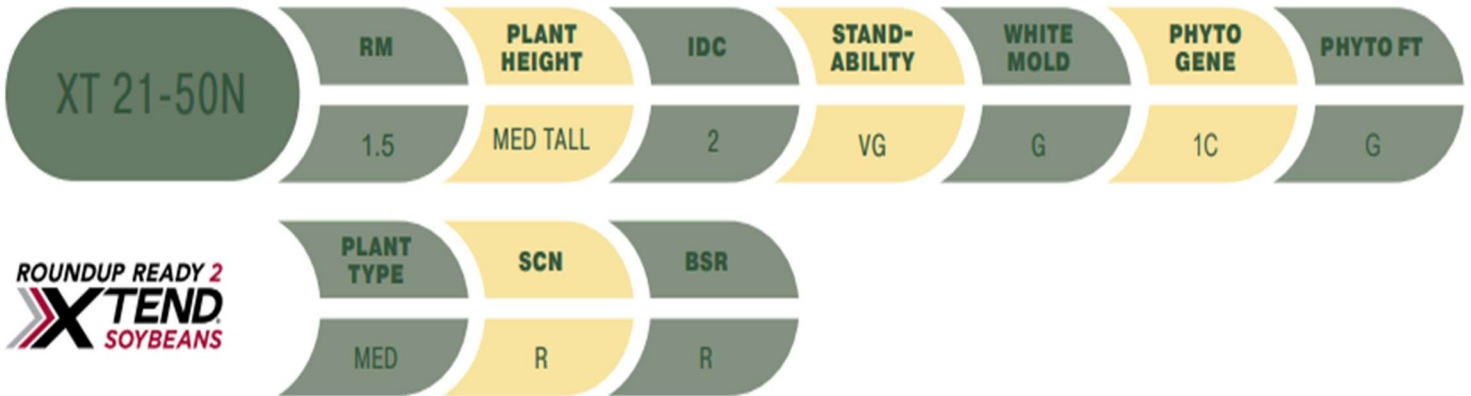 XT 21-50N
RM
PLANT
HEIGHT
IDC
STAND-
ABILITY
WHITE
MOLD
PHYTO
GENE
PHYTO FT
1.5
MED TALL
2
VG
G
1C
G
ROUNDUP READY 2
XTEND
SOYBEANS
PLANT
TYPE
SCN
BSR
MED
R
R